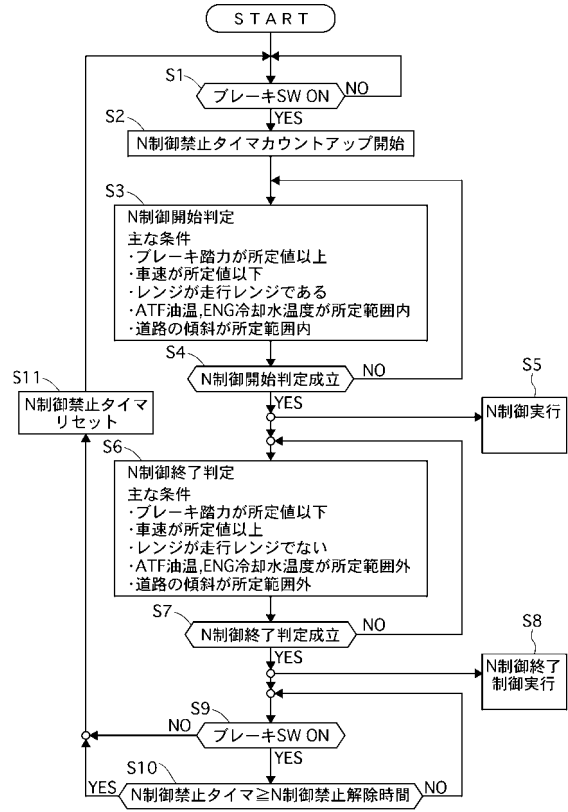 START
S1
ブレーキSW ON
NO
YES
S2
N制御禁止タイマカウントアップ開始
S3
N制御開始判定
主な条件
・ブレーキ踏力が所定値以上
・車速が所定値以下
・レンジが走行レンジである
・ATF油温,ENG冷却水温度が所定範囲内
・道路の傾斜が所定範囲内
S4
N制御開始判定成立
NO
YES
S5
N制御実行
S11
N制御禁止タイマ
リセット
S6
N制御終了判定
主な条件
・ブレーキ踏力が所定値以下
・車速が所定値以上
・レンジが走行レンジでない
・ATF油温,ENG冷却水温度が所定範囲外
・道路の傾斜が所定範囲外
S7
N制御終了判定成立
NO
YES
S8
N制御終了
制御実行
S9
NO
ブレーキSW ON
YES
S10
YES
N制御禁止タイマ≧N制御禁止解除時間
NO